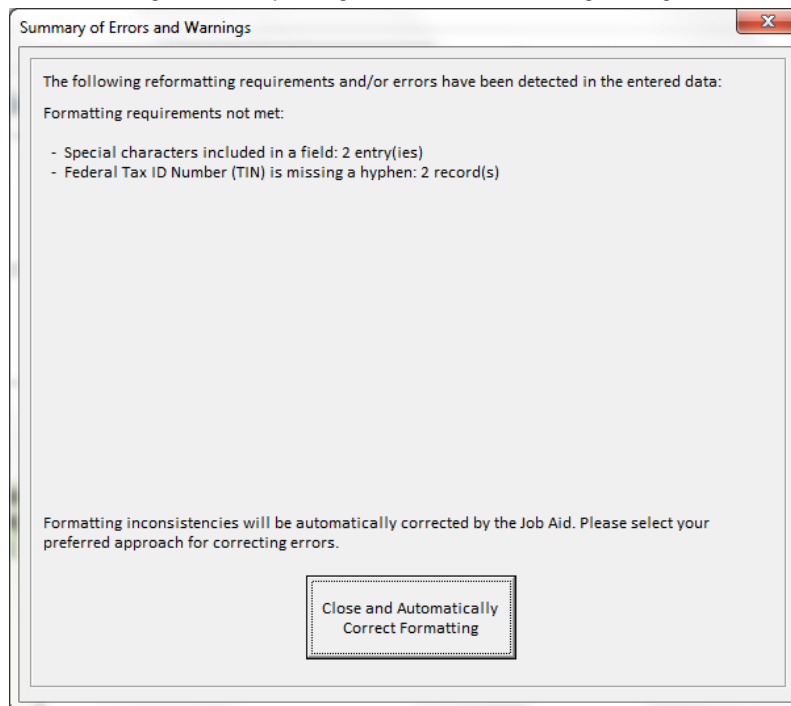 Summary of Errors and Warnings
The following reformatting requirements and/or errors have been detected in the entered data:
Formatting requirements not met:
- Special characters included in a field: 2 entry(ies)
- Federal Tax ID Number (TIN) is missing a hyphen: 2 record(s)
Formatting inconsistencies will be automatically corrected by the Job Aid. Please select your
preferred approach for correcting errors.
Close and Automatically
Correct Formatting